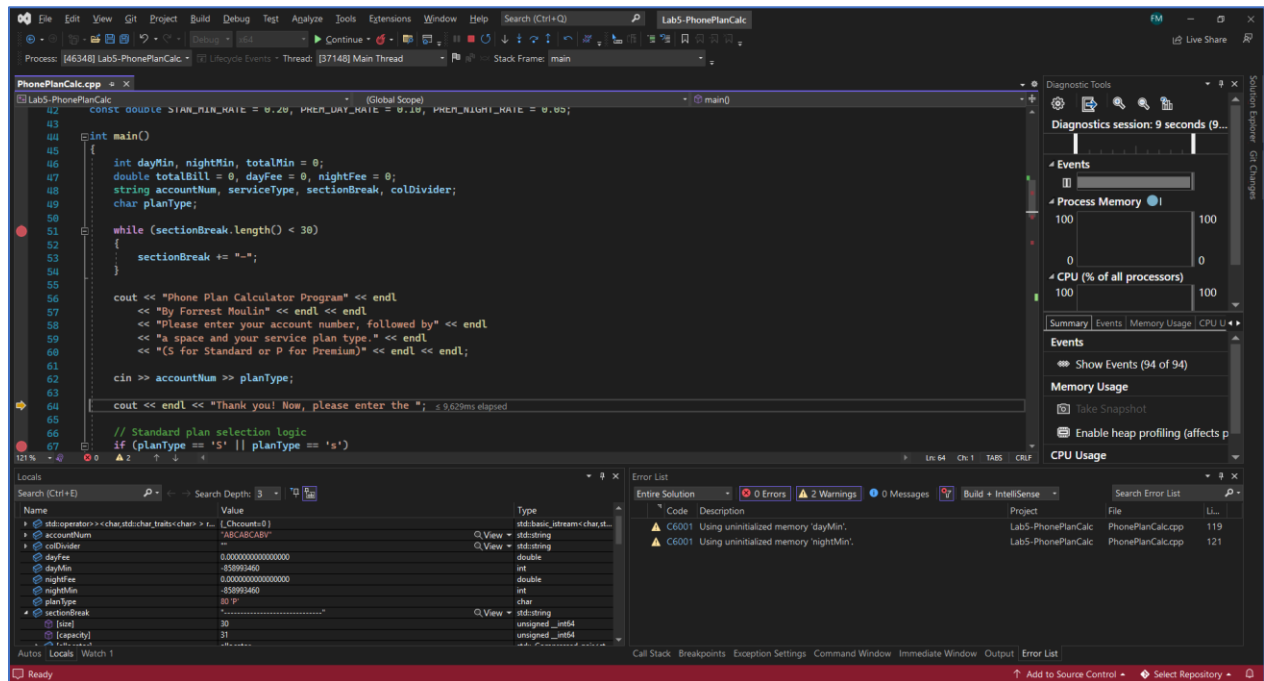 File Edit View Git Project Build Debug Test Analyze Tools Extensions Window Help Search (Ctrl+Q) Lab5-PhonePlanCalc FM
Debug x64 Continue Live Share
Process: [46348] Lab5-PhonePlanCalc Lifecycle Events Thread: [37148] Main Thread Stack Frame: main
PhonePlanCalc.cpp
Lab5-PhonePlanCalc (Global Scope) main()
42 const double STAN_MIN_RATE = 0.20, PREM_DAY_RATE = 0.10, PREM_NIGHT_RATE = 0.05;
43
44 int main()
45 {
46 int dayMin, nightMin, totalMin = 0;
47 double totalBill = 0, dayFee = 0, nightFee = 0;
48 string accountNum, serviceType, sectionBreak, colDivider;
49 char planType;
50
51 while (sectionBreak.length() < 30)
52 {
53 sectionBreak += "-";
54 }
55
56 cout << "Phone Plan Calculator Program" << endl
57 << "By Forrest Moulin" << endl << endl
58 << "Please enter your account number, followed by" << endl
59 << "a space and your service plan type." << endl
60 << "(S for Standard or P for Premium)" << endl << endl;
61
62 cin >> accountNum >> planType;
63
64 cout << endl << "Thank you! Now, please enter the "; ≤ 9,629ms elapsed
65
66 // Standard plan selection logic
67 if (planType == 'S' || planType == 's')
121 % 0 2 Ln: 64 Ch: 1 TABS CRLF
Diagnostic Tools
Diagnostics session: 9 seconds (9...
Events
Process Memory
100 100
0 0
CPU (% of all processors)
100 100
Summary Events Memory Usage CPU U
Events
Show Events (94 of 94)
Memory Usage
Take Snapshot
Enable heap profiling (affects p
CPU Usage
Solution Explorer
Git Changes
Locals
Search (Ctrl+E) Search Depth: 3
Name Value Type
std::operator>><char,std::char_traits<char> > r... {_Chcount=0 } std::basic_istream<char,st...
accountNum "ABCABCABV" View std::string
colDivider "" View std::string
dayFee 0.0000000000000000 double
dayMin -858993460 int
nightFee 0.0000000000000000 double
nightMin -858993460 int
planType 80 'P' char
sectionBreak "------------------------------" View std::string
[size] 30 unsigned __int64
[capacity] 31 unsigned __int64
Autos Locals Watch 1
Error List
Entire Solution 0 Errors 2 Warnings 0 Messages Build + IntelliSense Search Error List
Code Description Project File Li...
C6001 Using uninitialized memory 'dayMin'. Lab5-PhonePlanCalc PhonePlanCalc.cpp 119
C6001 Using uninitialized memory 'nightMin'. Lab5-PhonePlanCalc PhonePlanCalc.cpp 121
Call Stack Breakpoints Exception Settings Command Window Immediate Window Output Error List
Ready Add to Source Control Select Repository